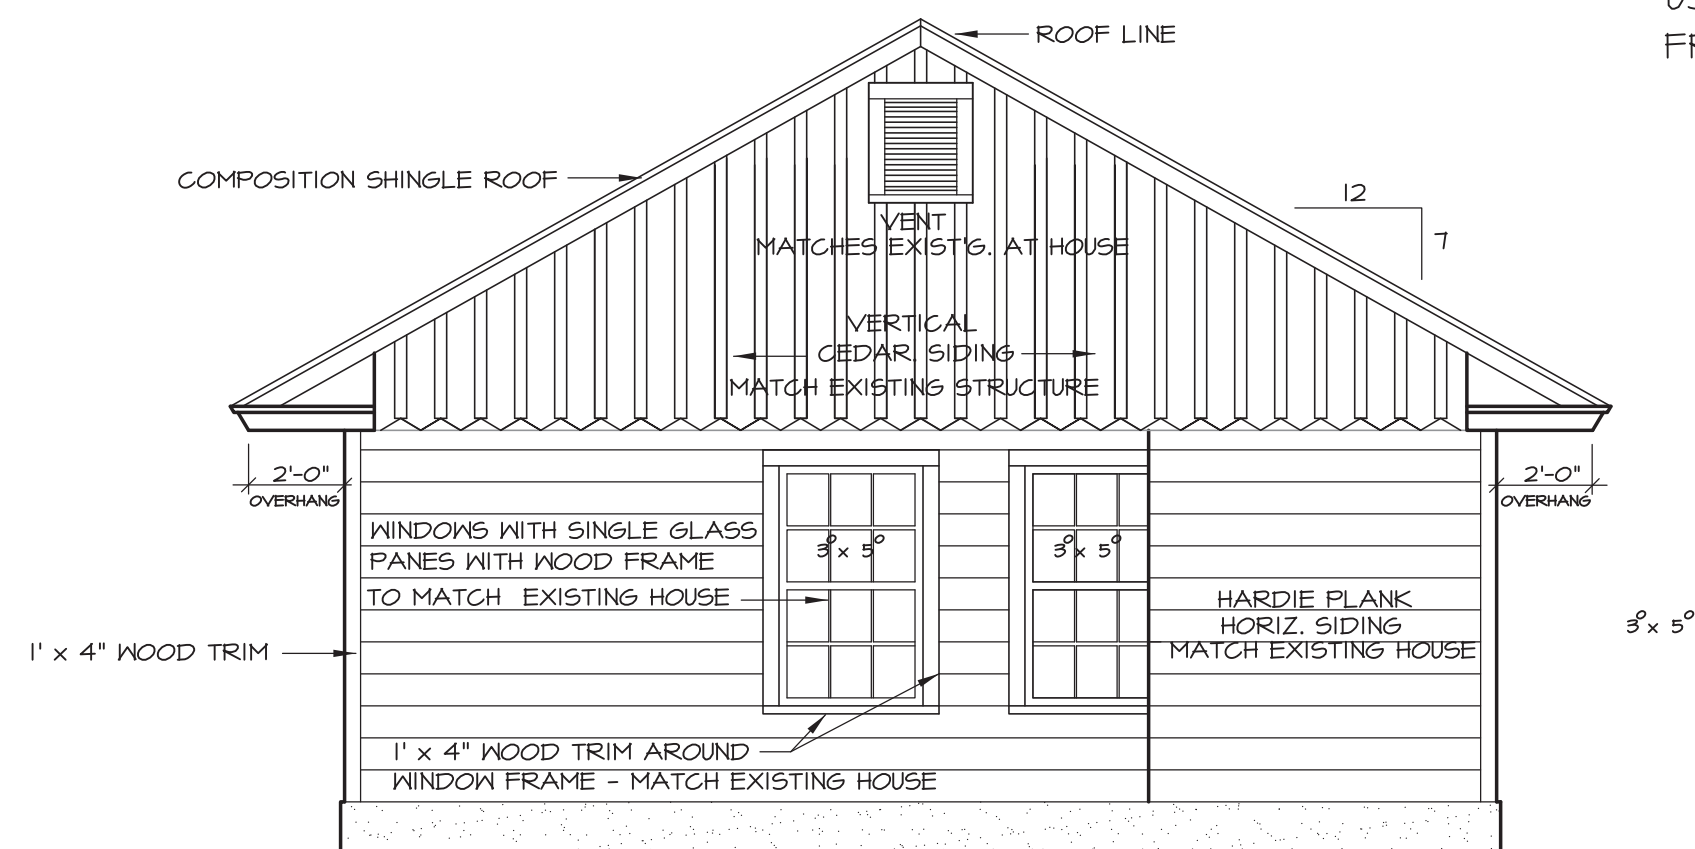 ROOF LINE
COMPOSITION SHINGLE ROOF
12
7
VENT
MATCHES EXIST'G. AT HOUSE
VERTICAL
CEDAR. SIDING
MATCH EXISTING STRUCTURE
2'-0"
OVERHANG
2'-0"
OVERHANG
WINDOWS WITH SINGLE GLASS
PANES WITH WOOD FRAME
TO MATCH EXISTING HOUSE
3⁰ x 5⁰
3⁰ x 5⁰
HARDIE PLANK
HORIZ. SIDING
MATCH EXISTING HOUSE
3⁰ x 5⁰
1' x 4" WOOD TRIM
1' x 4" WOOD TRIM AROUND
WINDOW FRAME - MATCH EXISTING HOUSE